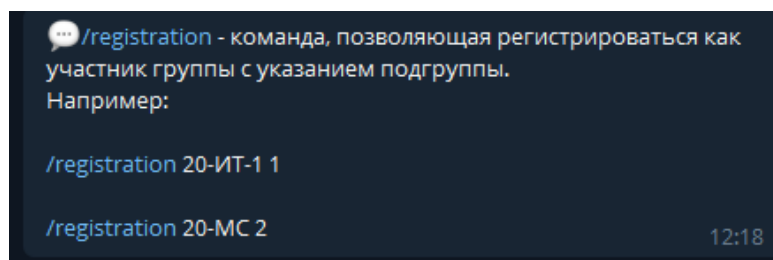 💬/registration - команда, позволяющая регистрироваться как
участник группы с указанием подгруппы.
Например:
/registration 20-ИТ-1 1
/registration 20-МС 2
12:18